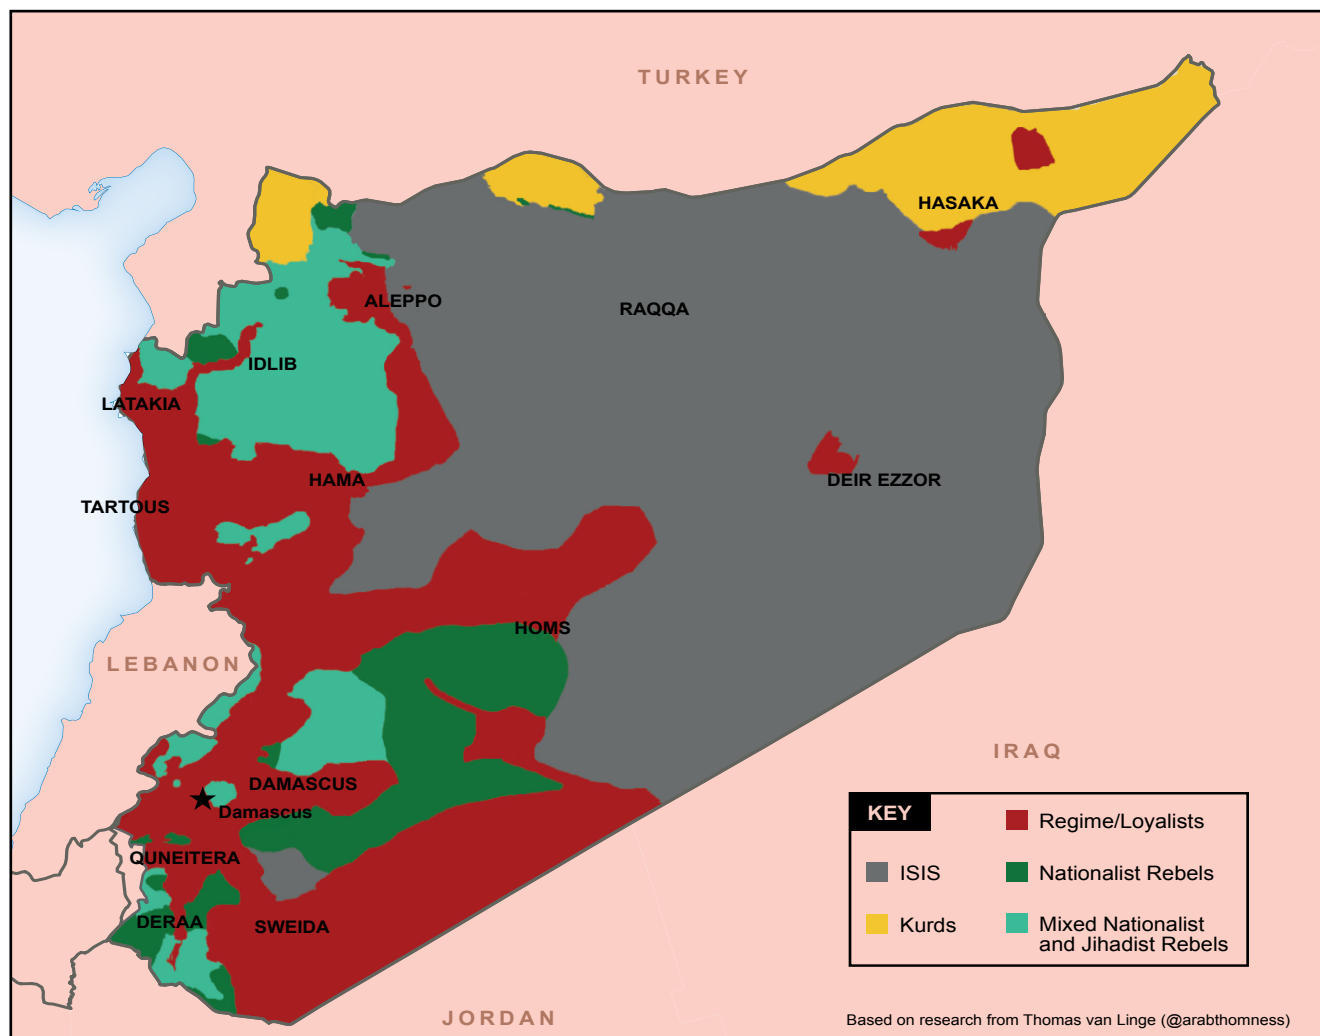 TURKEY
HASAKA
ALEPPO
RAQQA
IDLIB
LATAKIA
HAMA
DEIR EZZOR
TARTOUS
HOMS
LEBANON
IRAQ
DAMASCUS
Damascus
QUNEITERA
DERAA
SWEIDA
JORDAN
KEY
Regime/Loyalists
ISIS
Nationalist Rebels
Kurds
Mixed Nationalist
and Jihadist Rebels
Based on research from Thomas van Linge (@arabthomness)